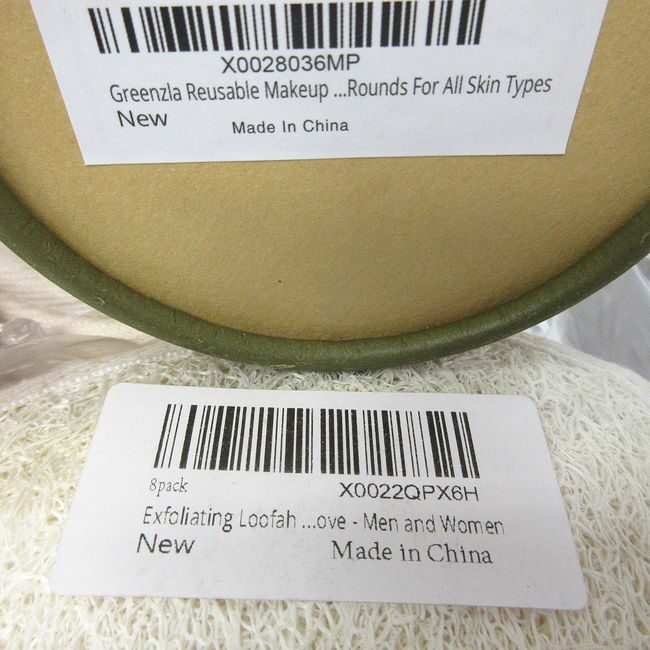 X0028036MP
Greenzla Reusable Makeup ...Rounds For All Skin Types
New
Made In China
8pack
X0022QPX6H
Exfoliating Loofah ...ove - Men and Women
New
Made in China